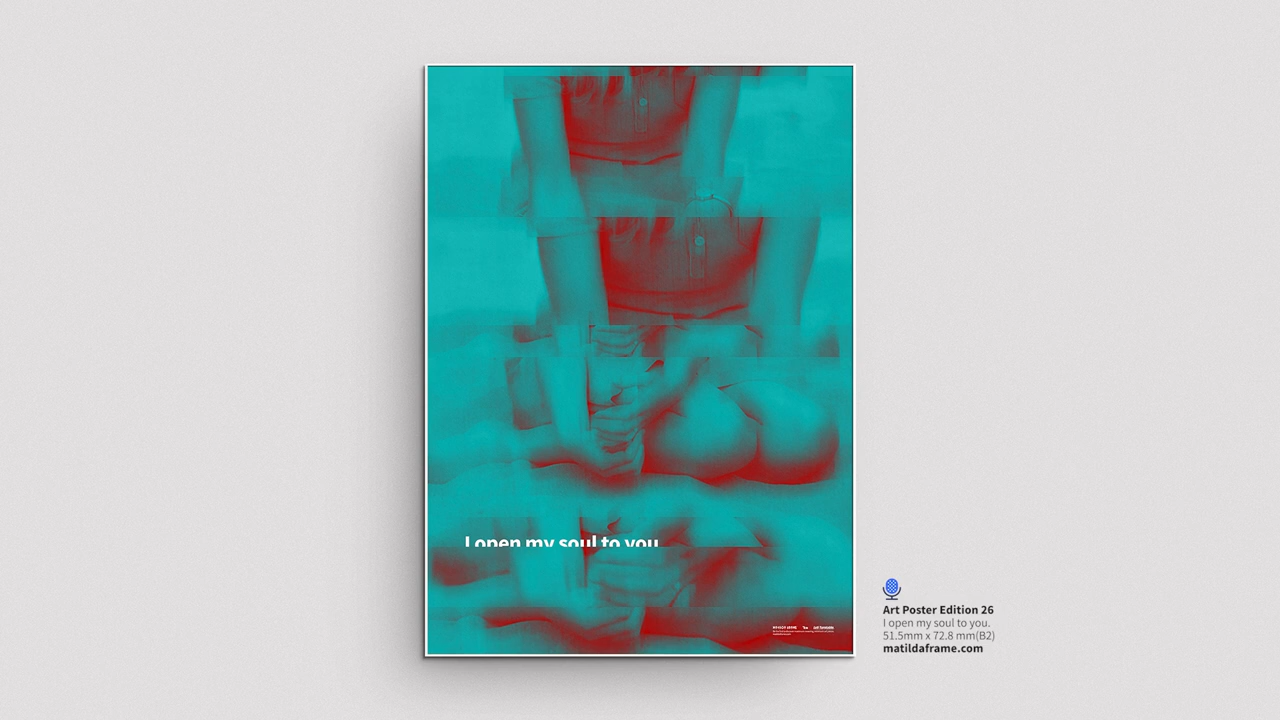 I open my soul to you
Art Poster Edition 26
I open my soul to you.
51.5mm x 72.8 mm(B2)
matildaframe.com